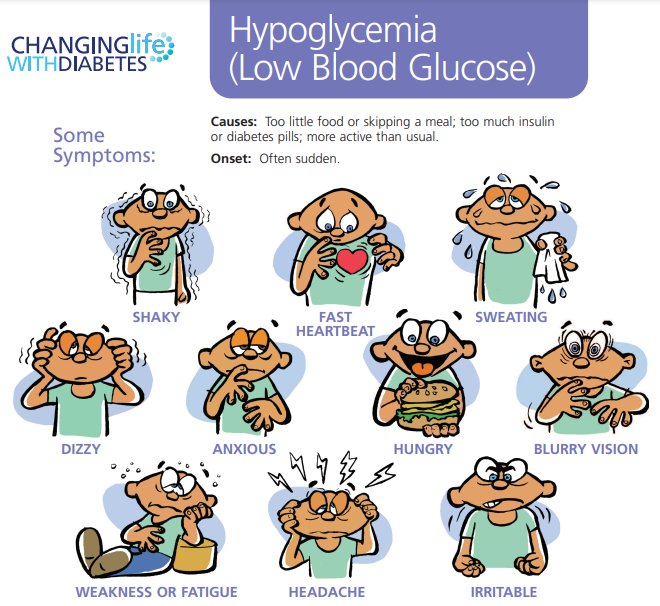 CHANGINGlife
WITHDIABETES
Hypoglycemia
(Low Blood Glucose)
Causes: Too little food or skipping a meal; too much insulin
or diabetes pills; more active than usual.
Onset: Often sudden.
Some
Symptoms:
SHAKY
FAST
HEARTBEAT
SWEATING
DIZZY
ANXIOUS
HUNGRY
BLURRY VISION
WEAKNESS OR FATIGUE
HEADACHE
IRRITABLE